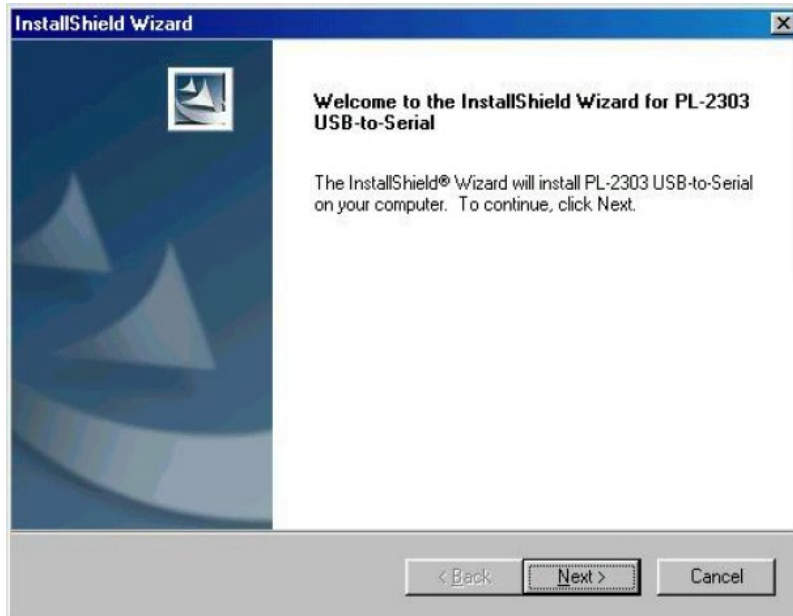 InstallShield Wizard
Welcome to the InstallShield Wizard for PL-2303
USB-to-Serial
The InstallShield® Wizard will install PL-2303 USB-to-Serial
on your computer. To continue, click Next.
< Back
Next >
Cancel